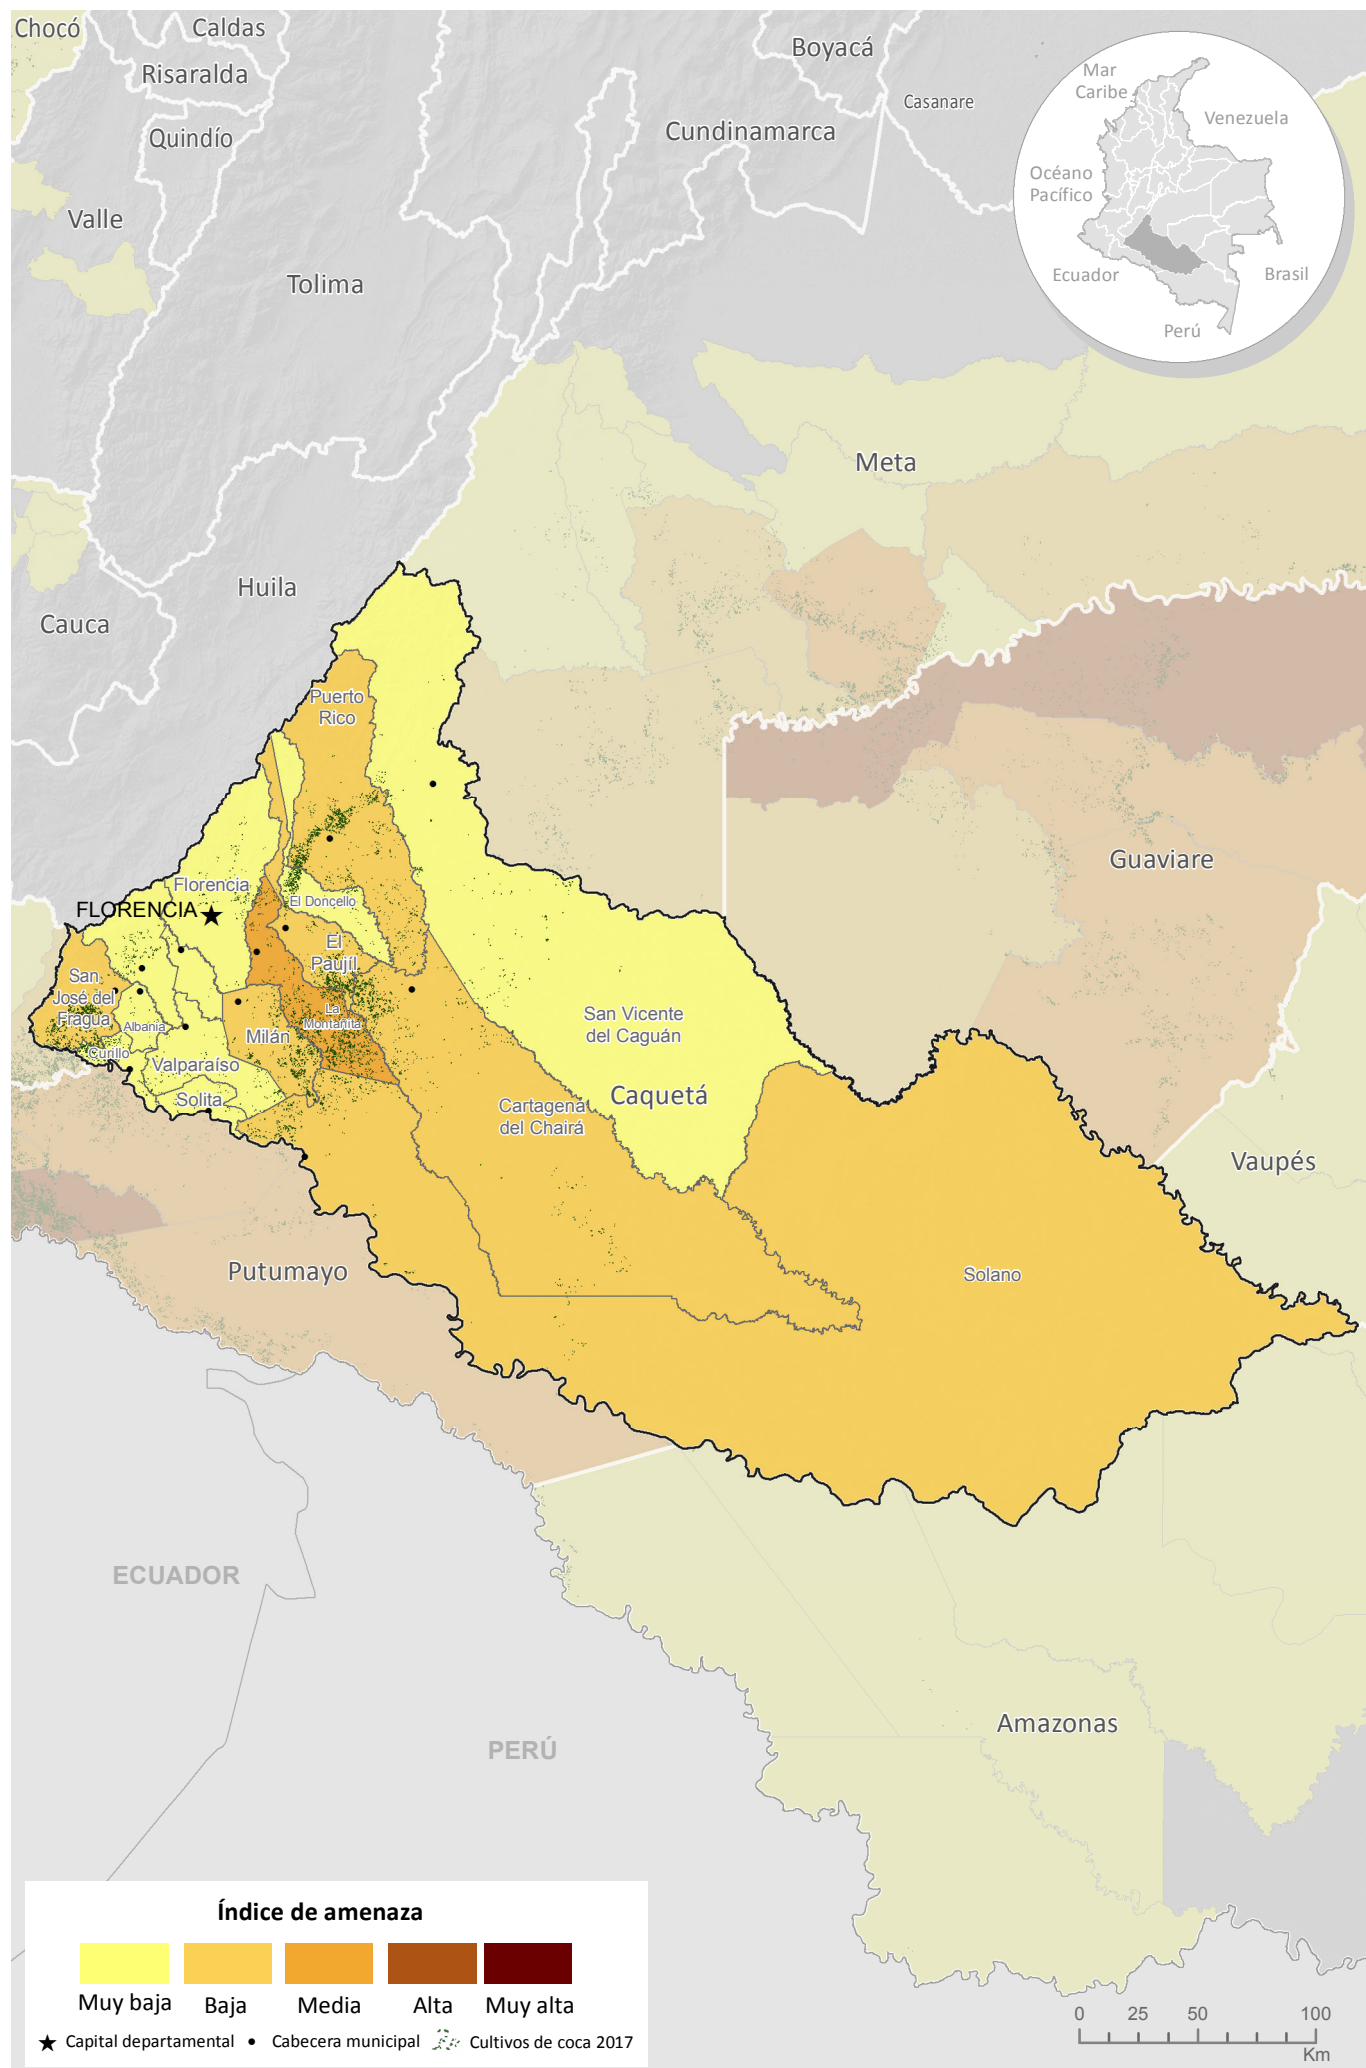 Chocó
Caldas
Risaralda
Quindío
Valle
Tolima
Boyacá
Casanare
Cundinamarca
Mar
Caribe
Venezuela
Océano
Pacífico
Ecuador
Brasil
Perú
Meta
Huila
Cauca
Puerto
Rico
Guaviare
Florencia
FLORENCIA
El Doncello
El
Paujíl
San
José del
Fragua
La
Montañita
Albania
Milán
Curillo
Valparaíso
Solita
San Vicente
del Caguán
Caquetá
Cartagena
del Chairá
Vaupés
Putumayo
Solano
ECUADOR
PERÚ
Amazonas
Índice de amenaza
Muy baja
Baja
Media
Alta
Muy alta
Capital departamental
Cabecera municipal
Cultivos de coca 2017
0 25 50 100
Km